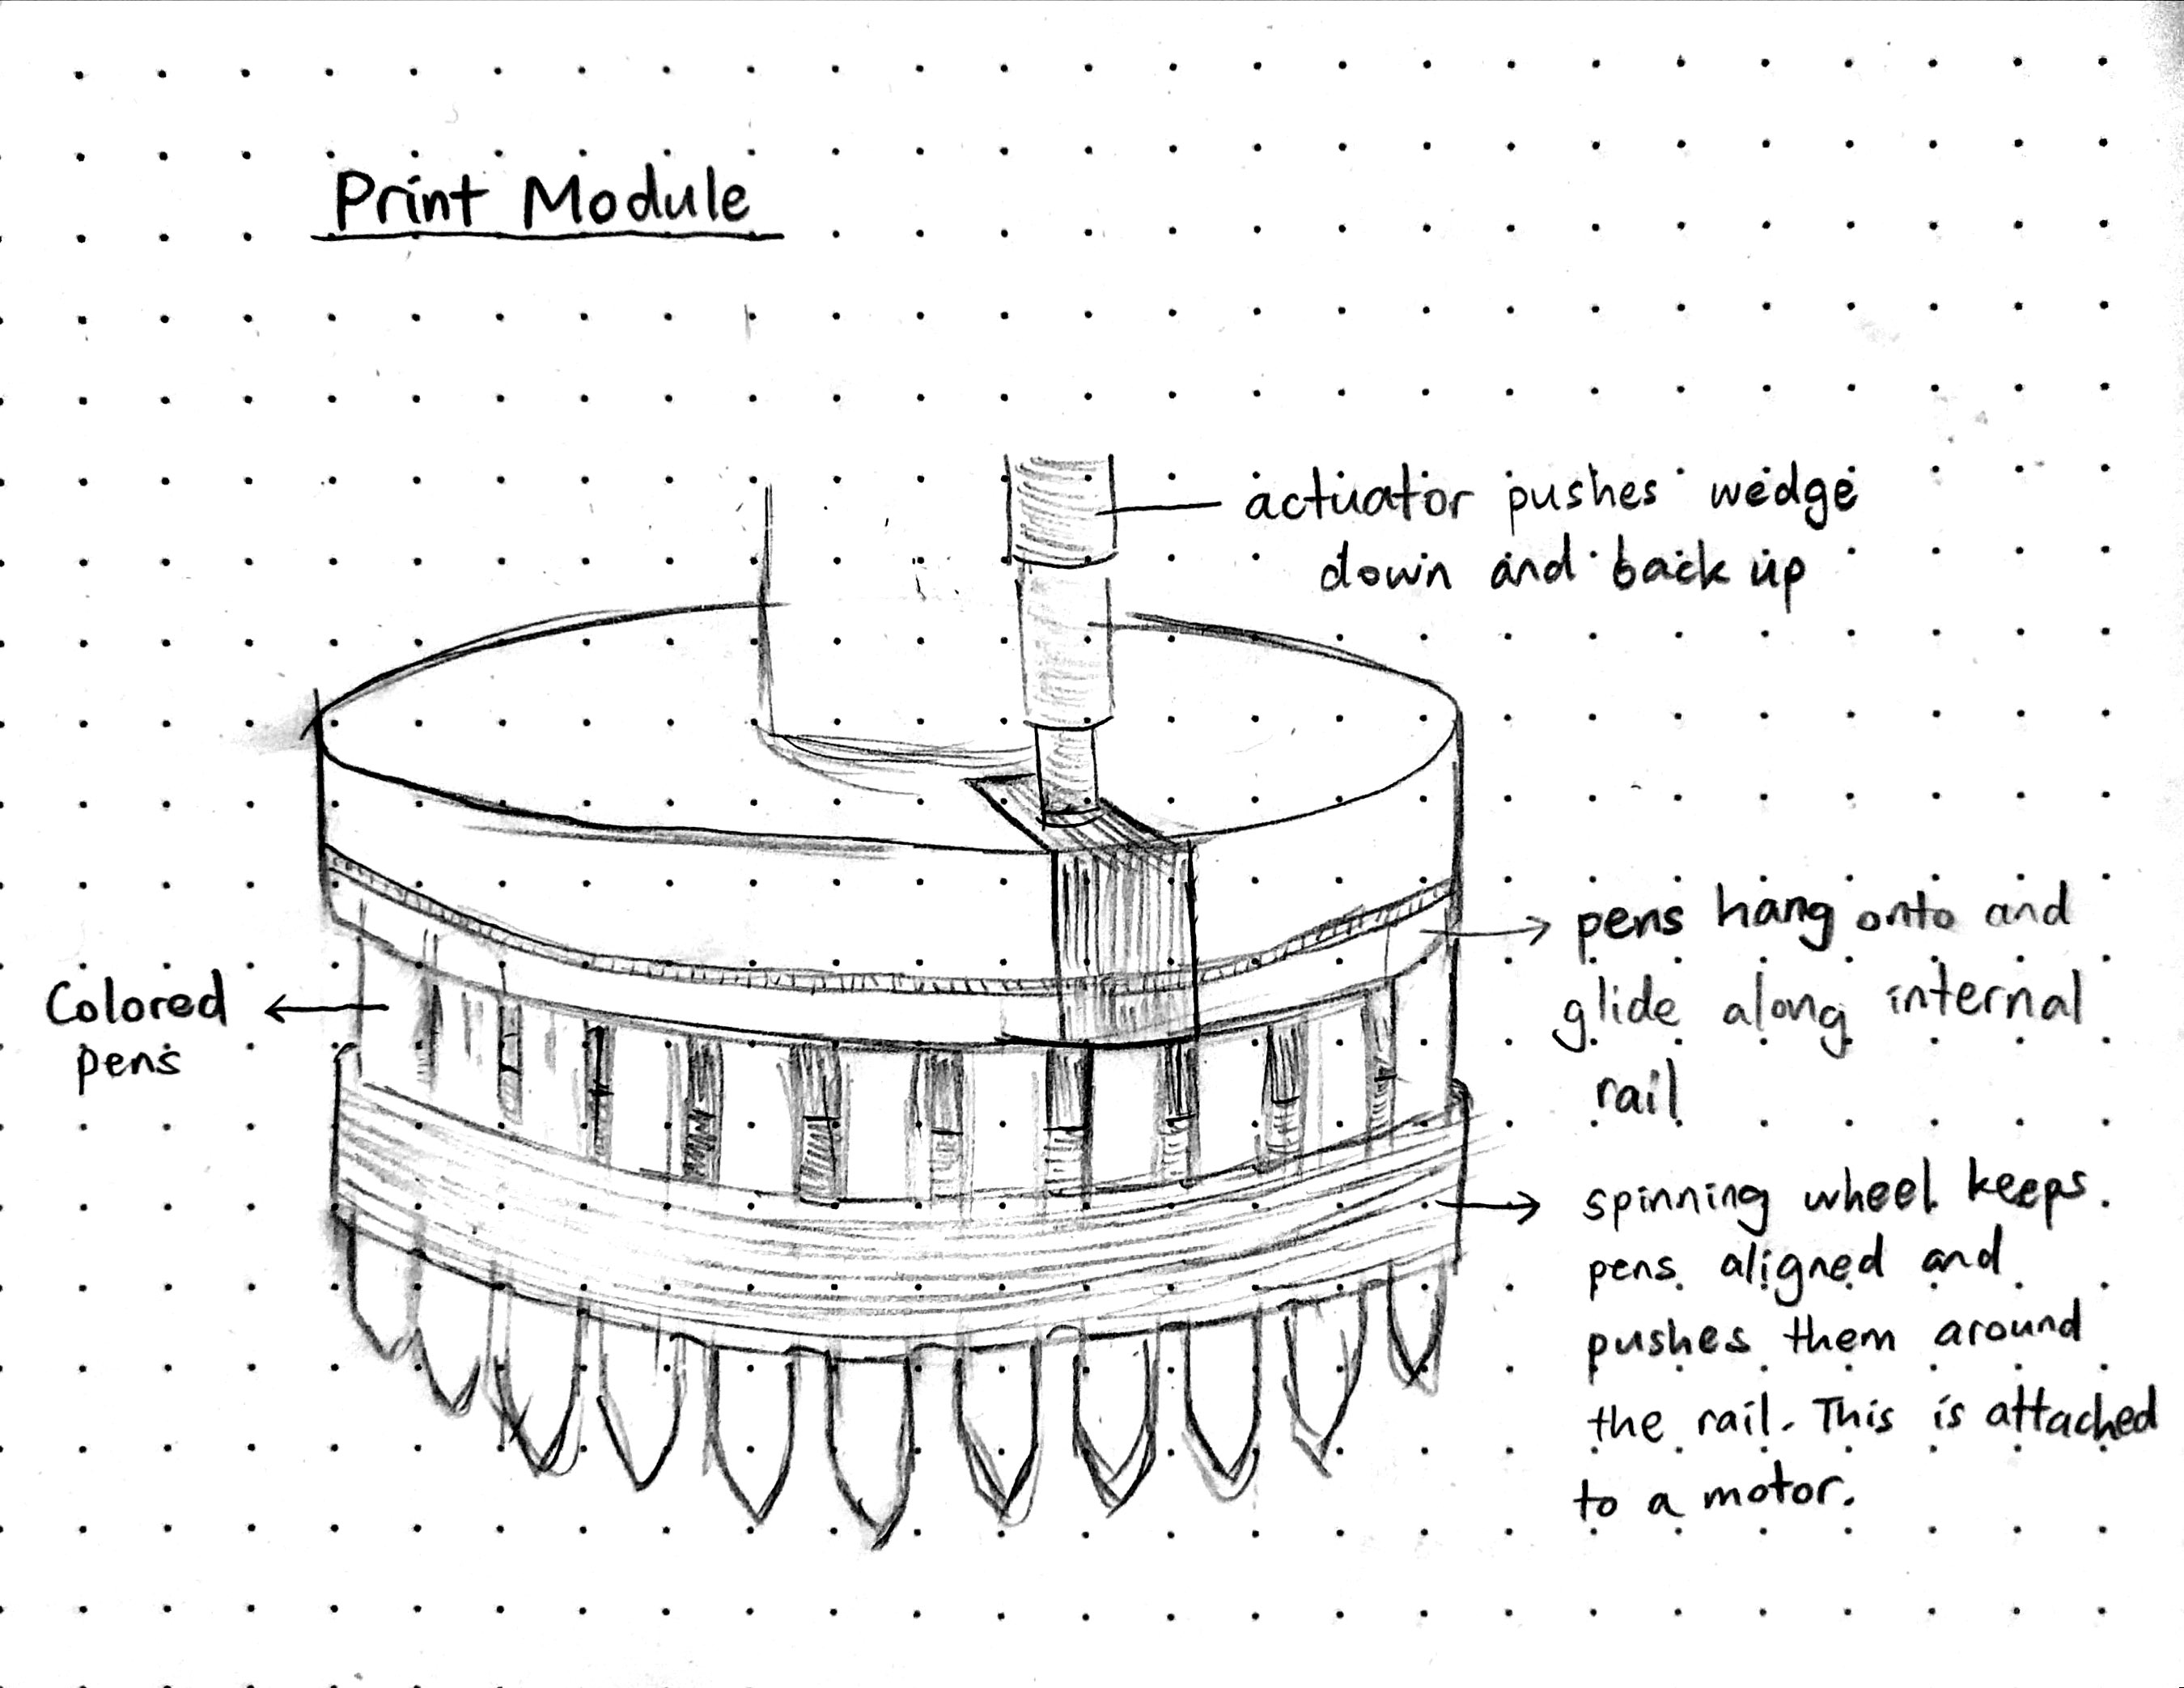 Print Module
actuator pushes wedge
down and back up
Colored
pens
pens hang onto and
glide along internal
rail
spinning wheel keeps
pens aligned and
pushes them around
the rail. This is attached
to a motor.